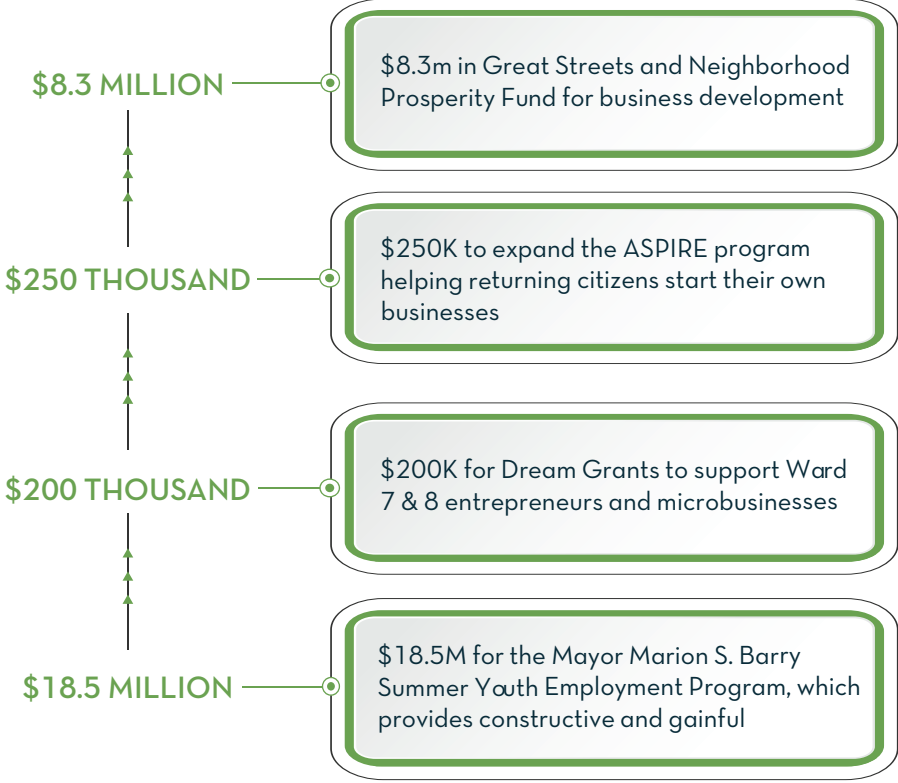 $8.3 MILLION
$8.3m in Great Streets and Neighborhood
Prosperity Fund for business development
$250 THOUSAND
$250K to expand the ASPIRE program
helping returning citizens start their own
businesses
$200 THOUSAND
$200K for Dream Grants to support Ward
7 & 8 entrepreneurs and microbusinesses
$18.5 MILLION
$18.5M for the Mayor Marion S. Barry
Summer Youth Employment Program, which
provides constructive and gainful